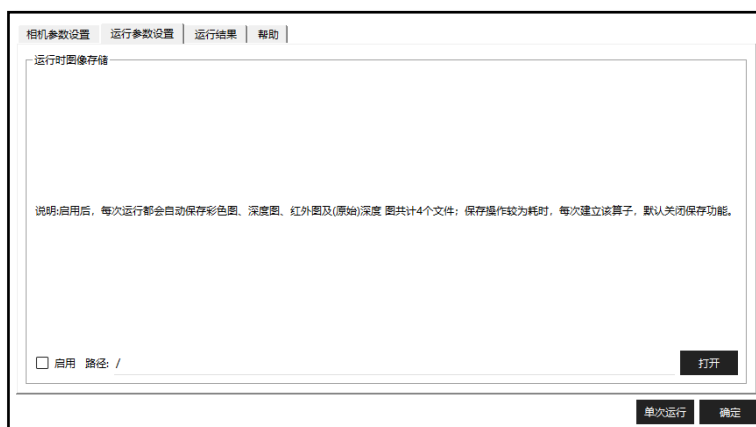 相机参数设置 运行参数设置 运行结果 帮助
运行时图像存储
说明:启用后，每次运行都会自动保存彩色图、深度图、红外图及(原始)深度 图共计4个文件；保存操作较为耗时，每次建立该算子，默认关闭保存功能。
启用 路径: / 打开
单次运行 确定